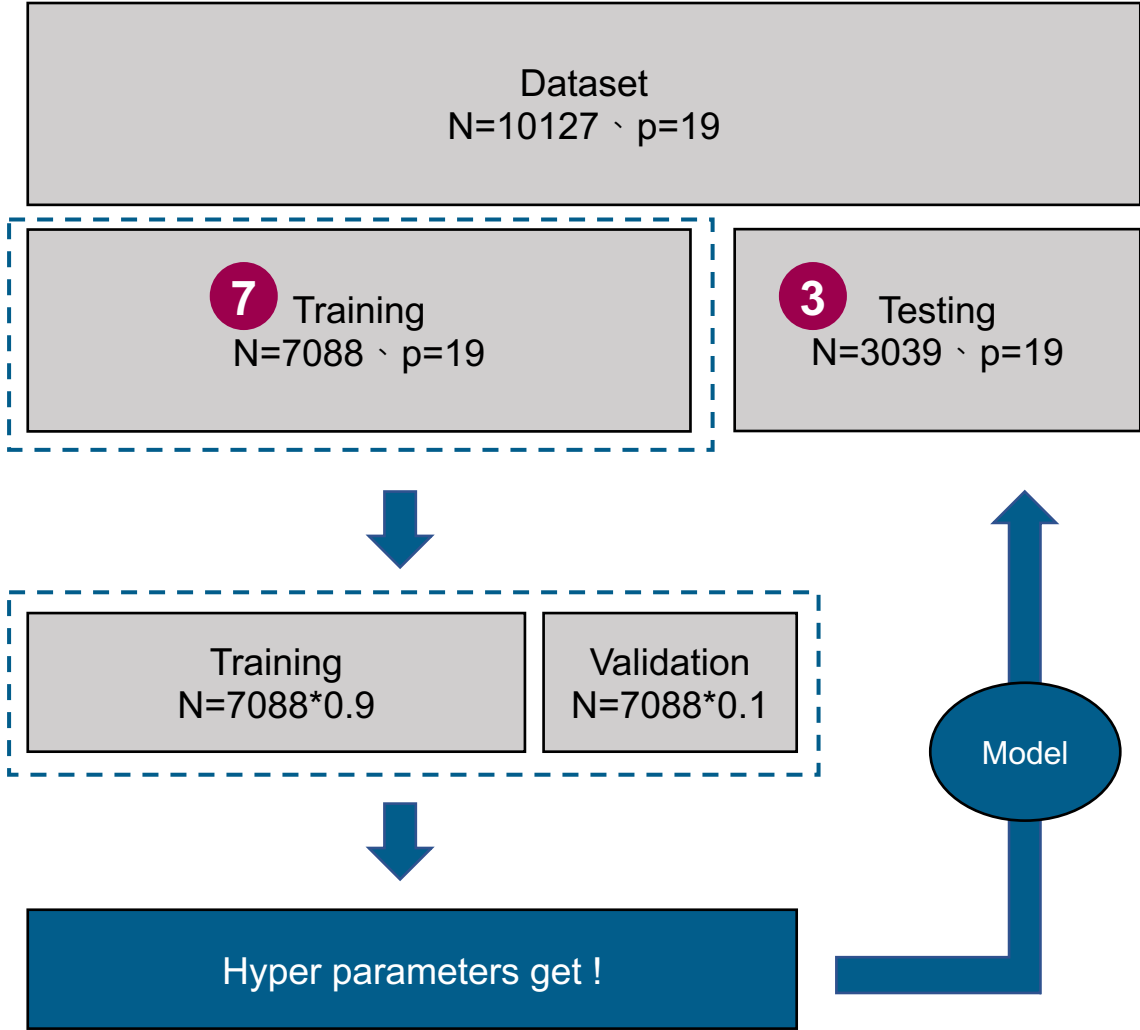 Dataset
N=10127、p=19
7
Training
N=7088、p=19
3
Testing
N=3039、p=19
Training
N=7088*0.9
Validation
N=7088*0.1
Model
Hyper parameters get !